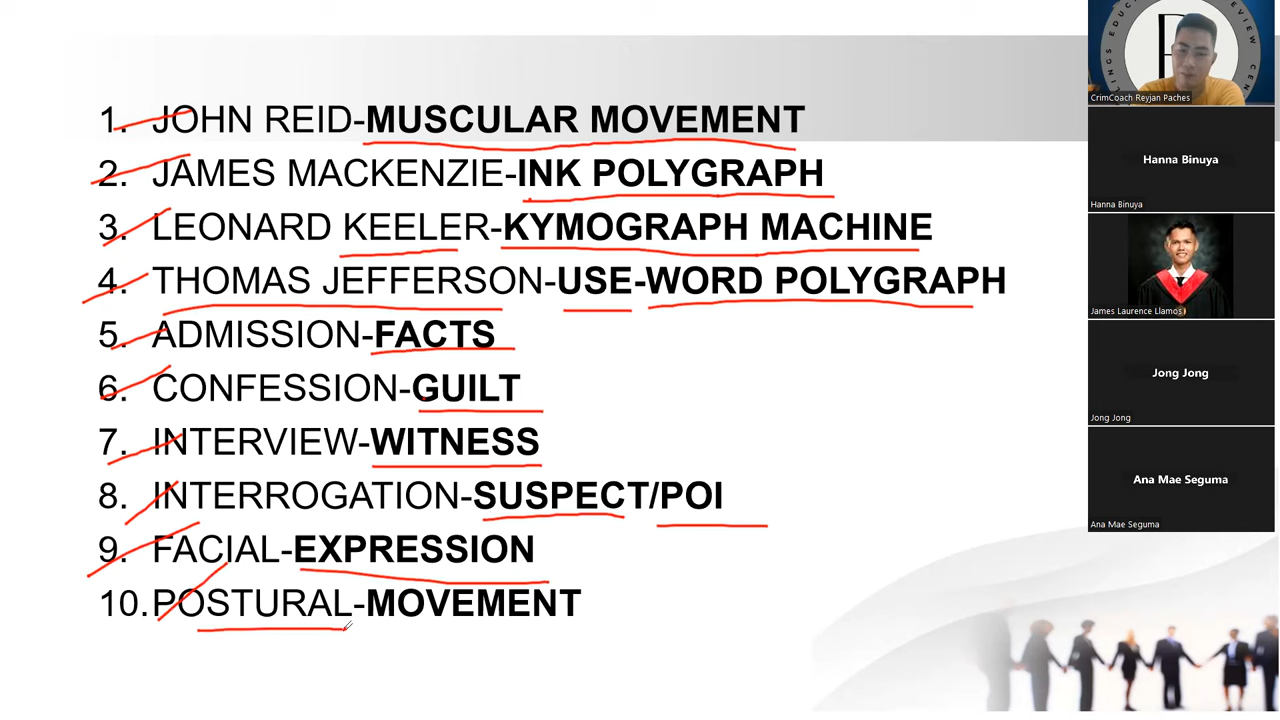 1. JOHN REID-MUSCULAR MOVEMENT
2. JAMES MACKENZIE-INK POLYGRAPH
3. LEONARD KEELER-KYMOGRAPH MACHINE
4. THOMAS JEFFERSON-USE-WORD POLYGRAPH
5. ADMISSION-FACTS
6. CONFESSION-GUILT
7. INTERVIEW-WITNESS
8. INTERROGATION-SUSPECT/POI
9. FACIAL-EXPRESSION
10. POSTURAL-MOVEMENT
CrimCoach Reyjan Paches
Hanna Binuya
Hanna Binuya
James Laurence Llamos
Jong Jong
Jong Jong
Ana Mae Seguma
Ana Mae Seguma